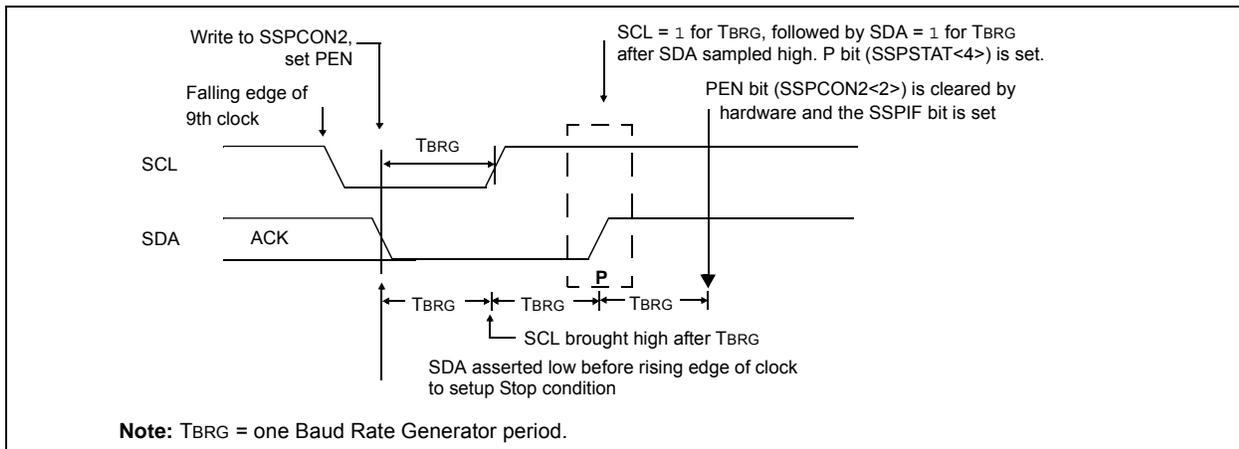 Write to SSPCON2,
set PEN
SCL = 1 for TBRG, followed by SDA = 1 for TBRG
after SDA sampled high. P bit (SSPSTAT<4>) is set.
Falling edge of
9th clock
PEN bit (SSPCON2<2>) is cleared by
hardware and the SSPIF bit is set
TBRG
SCL
SDA
ACK
P
TBRG
TBRG
TBRG
SCL brought high after TBRG
SDA asserted low before rising edge of clock
to setup Stop condition
Note: TBRG = one Baud Rate Generator period.